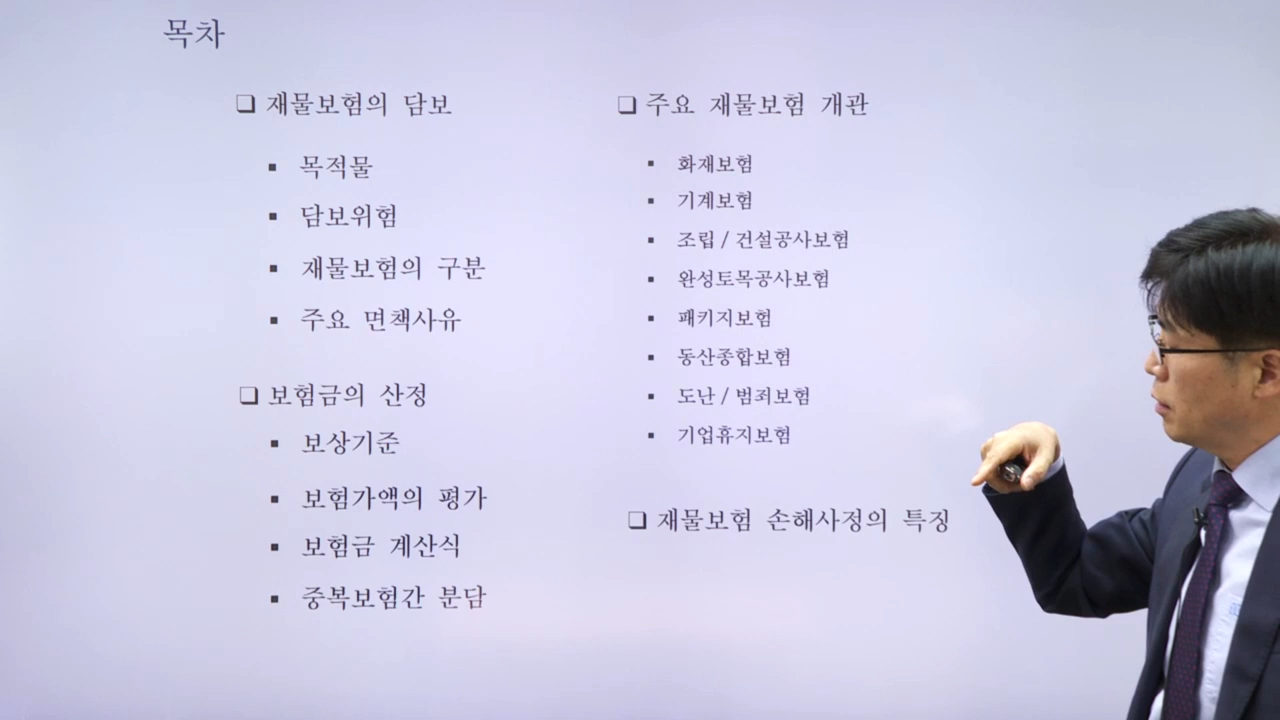 목차
❑ 재물보험의 담보
▪ 목적물
▪ 담보위험
▪ 재물보험의 구분
▪ 주요 면책사유
❑ 보험금의 산정
▪ 보상기준
▪ 보험가액의 평가
▪ 보험금 계산식
▪ 중복보험간 분담
❑ 주요 재물보험 개관
▪ 화재보험
▪ 기계보험
▪ 조립 / 건설공사보험
▪ 완성토목공사보험
▪ 패키지보험
▪ 동산종합보험
▪ 도난 / 범죄보험
▪ 기업휴지보험
❑ 재물보험 손해사정의 특징